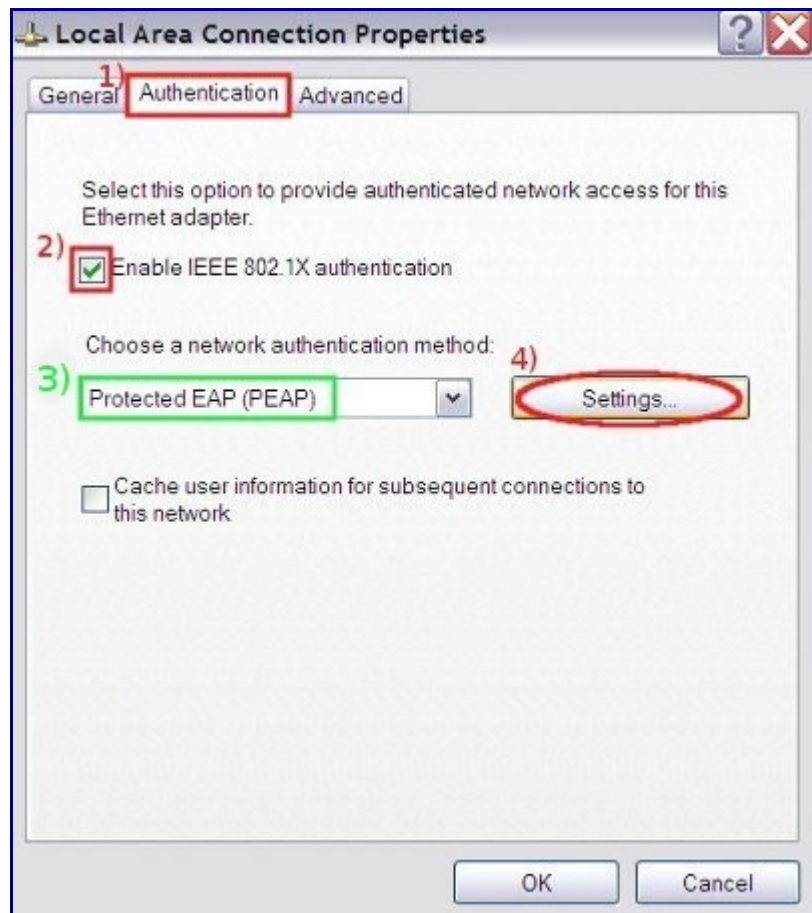 Local Area Connection Properties
?
1)
General Authentication Advanced
Select this option to provide authenticated network access for this
Ethernet adapter.
2)
Enable IEEE 802.1X authentication
Choose a network authentication method:
3)
Protected EAP (PEAP)
4)
Settings...
Cache user information for subsequent connections to
this network
OK Cancel